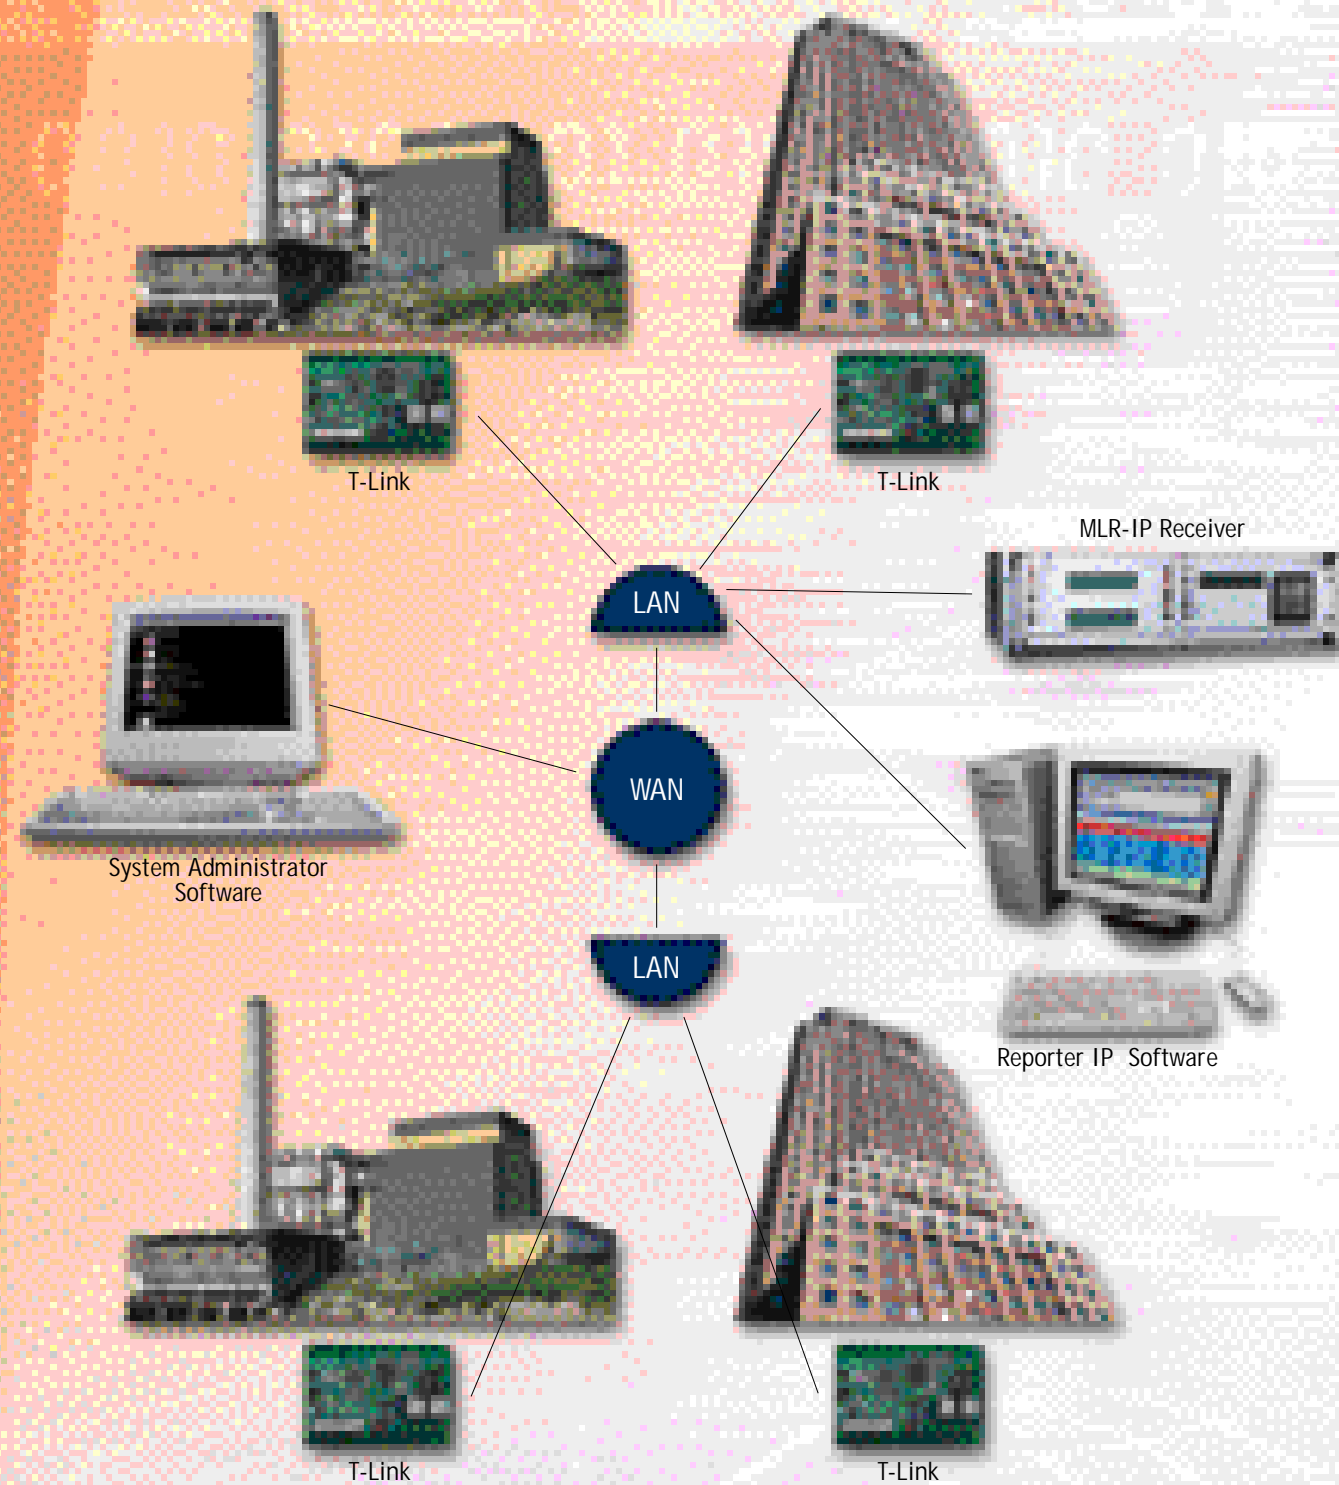 T-Link
T-Link
MLR-IP Receiver
LAN
WAN
System Administrator
Software
LAN
Reporter IP Software
T-Link
T-Link